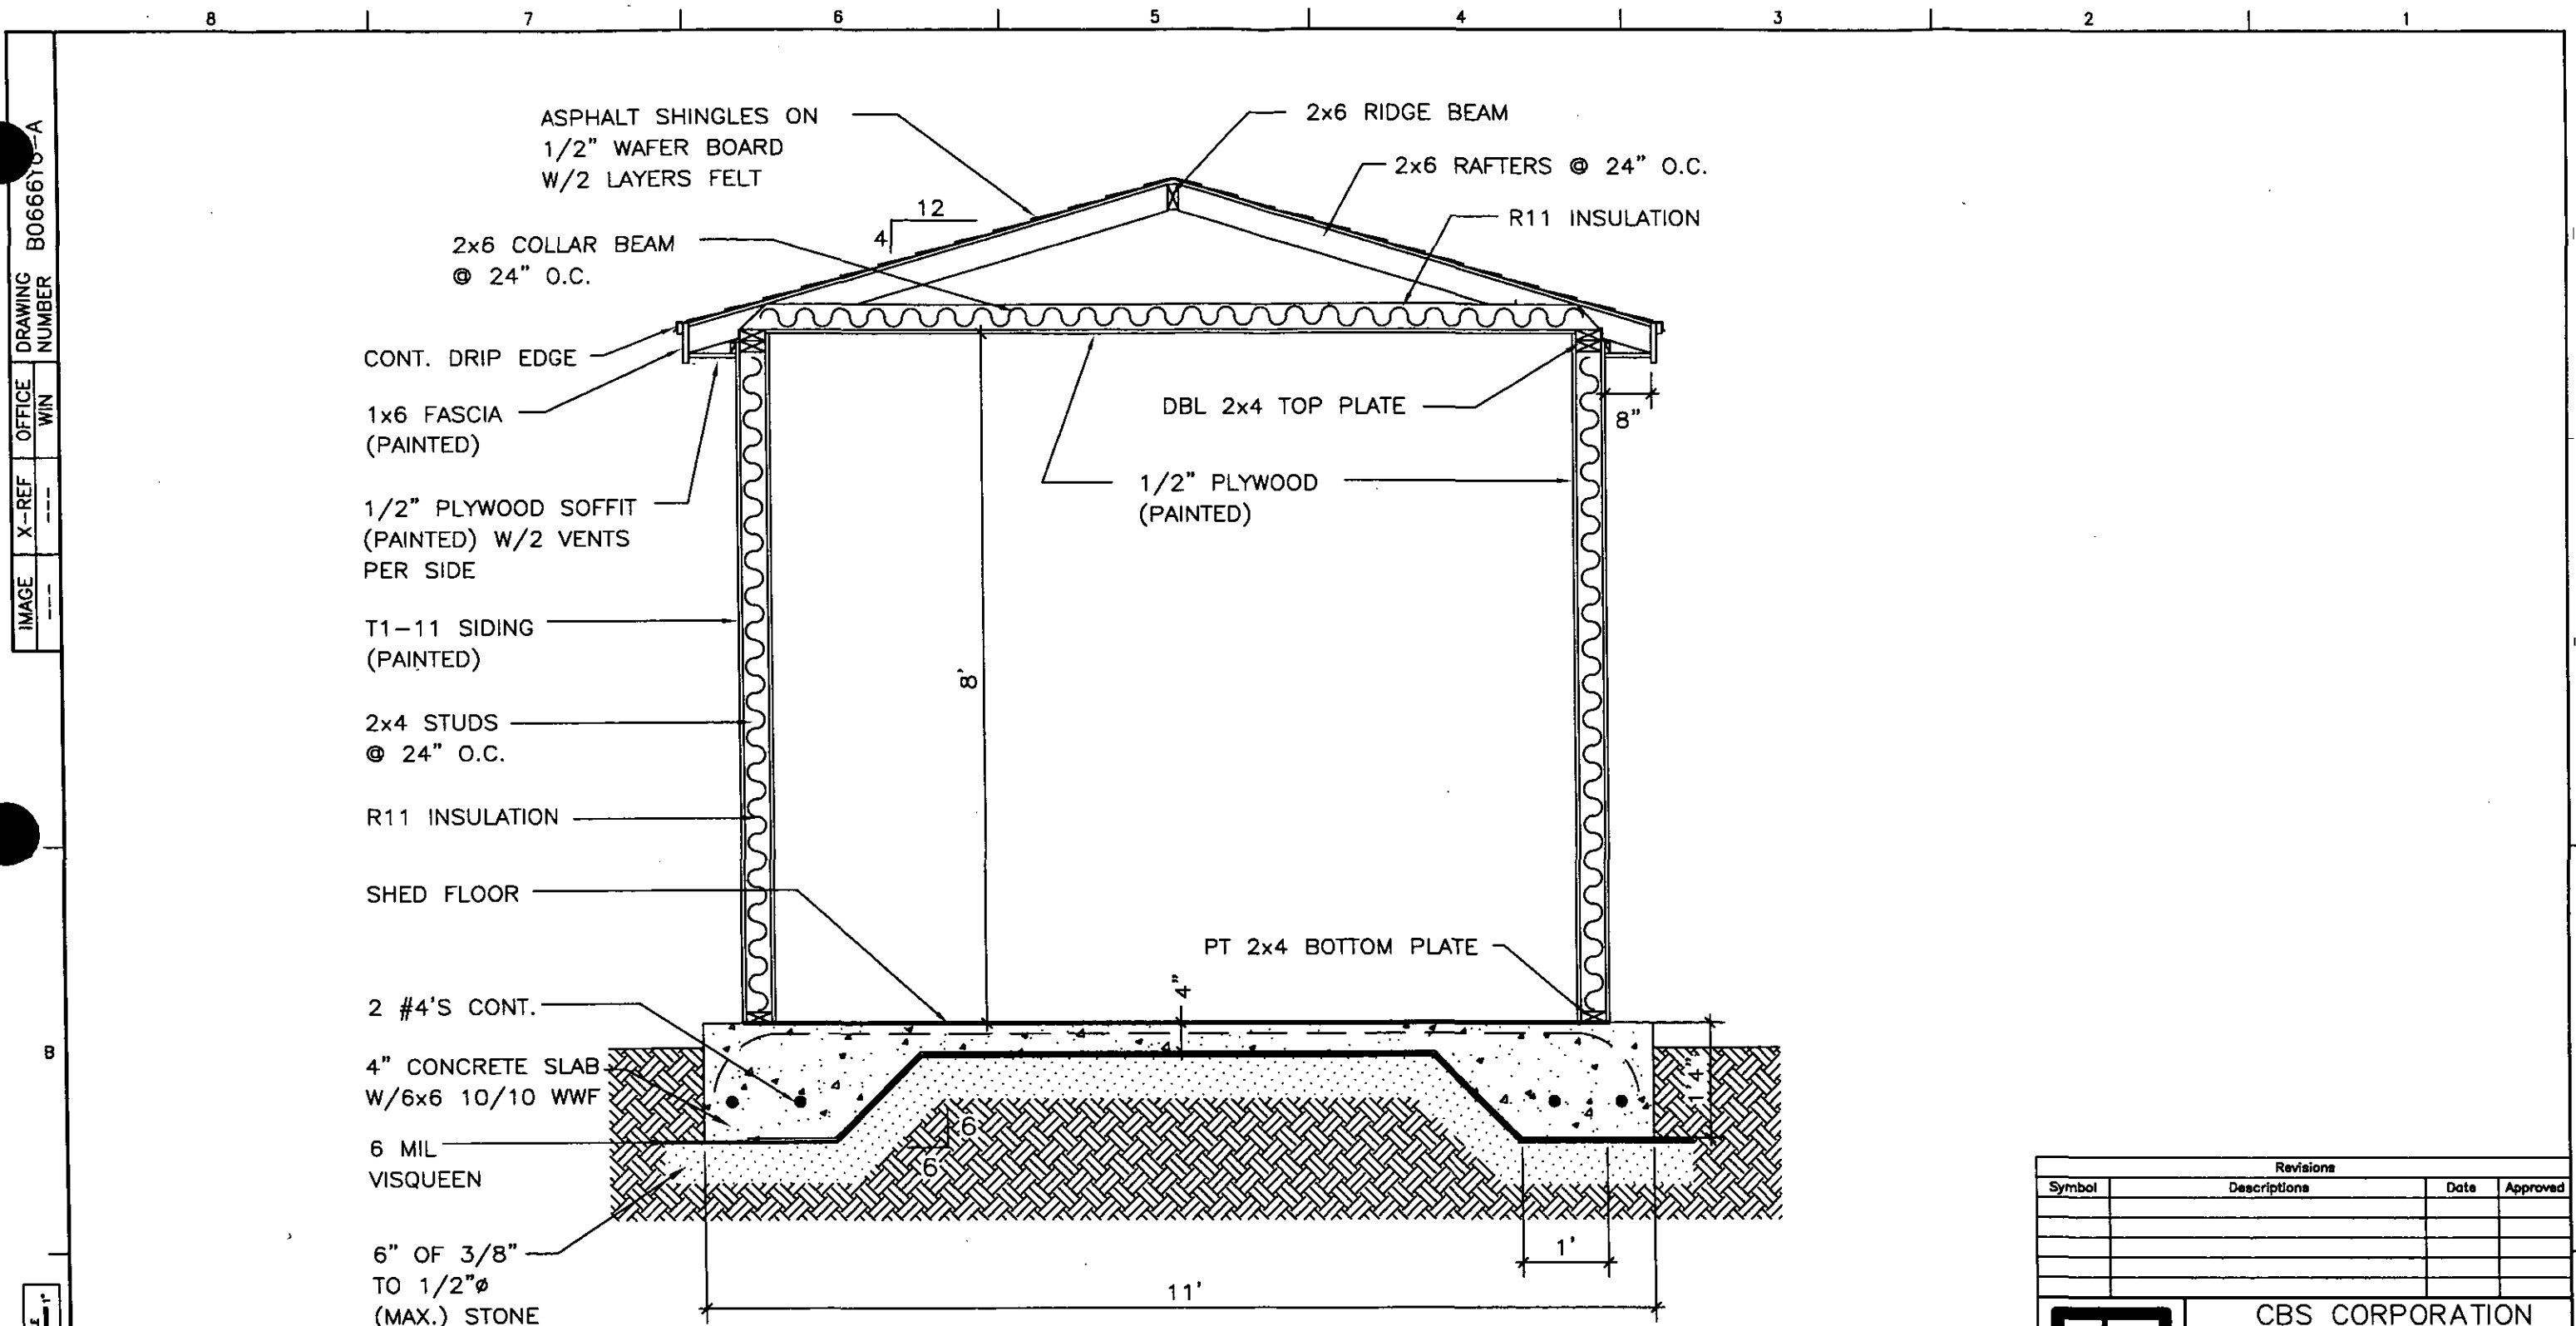 8 7 6 5 4 3 2 1
DRAWING NUMBER
OFFICE WIN
X-REF ---
IMAGE ---
B
ASPHALT SHINGLES ON
1/2" WAFER BOARD
W/2 LAYERS FELT
12
4
2x6 COLLAR BEAM
@ 24" O.C.
CONT. DRIP EDGE
1x6 FASCIA
(PAINTED)
1/2" PLYWOOD SOFFIT
(PAINTED) W/2 VENTS
PER SIDE
T1-11 SIDING
(PAINTED)
2x4 STUDS
@ 24" O.C.
R11 INSULATION
SHED FLOOR
2 #4'S CONT.
4" CONCRETE SLAB
W/6x6 10/10 WWF
6 MIL
VISQUEEN
6" OF 3/8"
TO 1/2"ø
(MAX.) STONE
2x6 RIDGE BEAM
2x6 RAFTERS @ 24" O.C.
R11 INSULATION
DBL 2x4 TOP PLATE
8"
1/2" PLYWOOD
(PAINTED)
8'
PT 2x4 BOTTOM PLATE
4"
1'4"
6
6
1'
11'
Revisions
Symbol Descriptions Date Approved
CBS CORPORATION